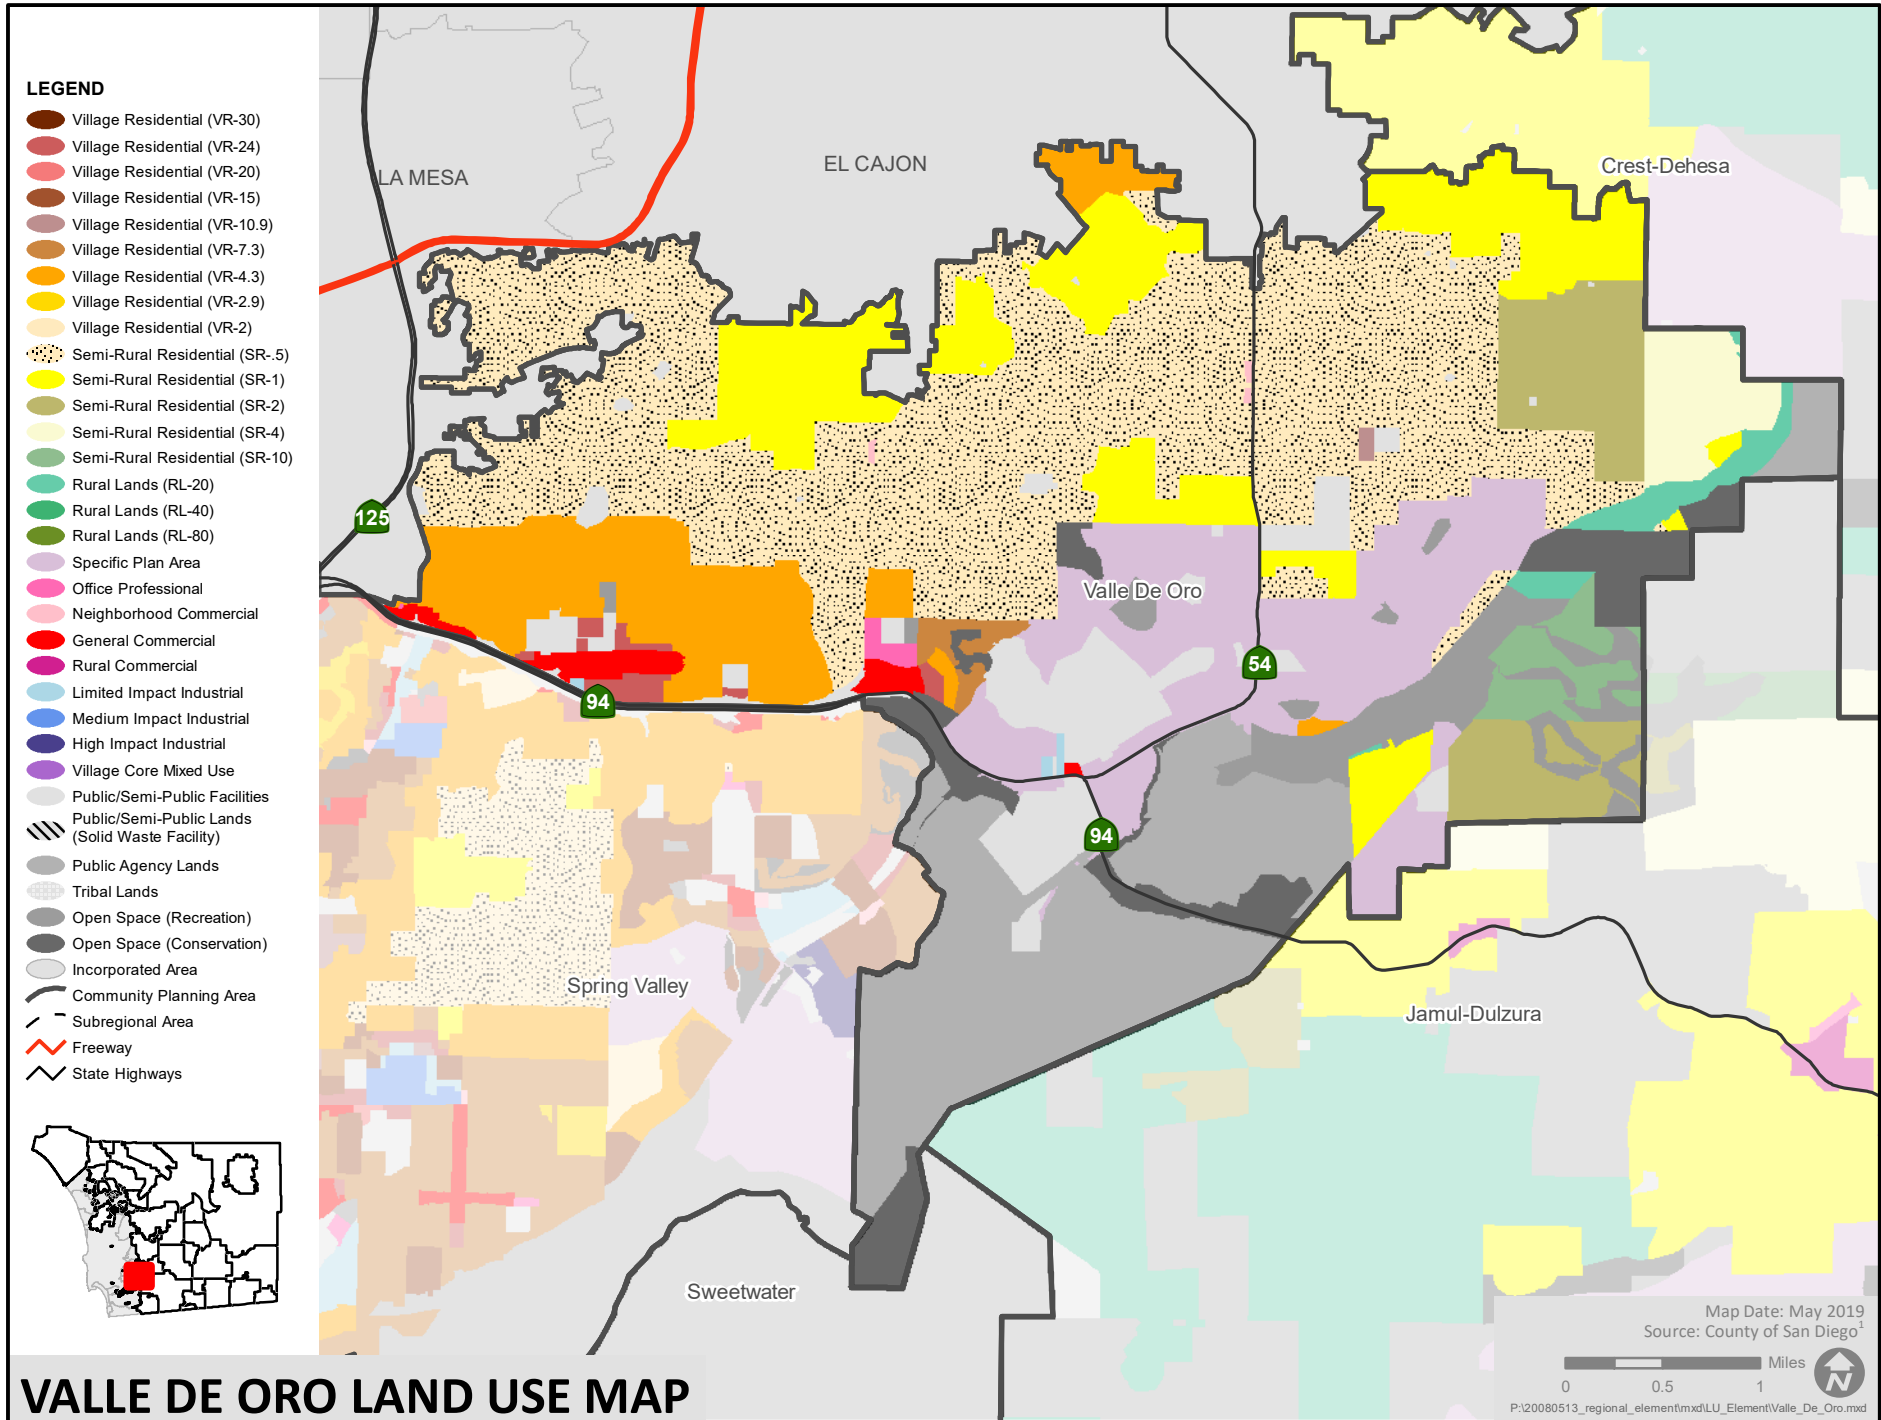 LEGEND
Village Residential (VR-30)
Village Residential (VR-24)
Village Residential (VR-20)
Village Residential (VR-15)
Village Residential (VR-10.9)
Village Residential (VR-7.3)
Village Residential (VR-4.3)
Village Residential (VR-2.9)
Village Residential (VR-2)
Semi-Rural Residential (SR-.5)
Semi-Rural Residential (SR-1)
Semi-Rural Residential (SR-2)
Semi-Rural Residential (SR-4)
Semi-Rural Residential (SR-10)
Rural Lands (RL-20)
Rural Lands (RL-40)
Rural Lands (RL-80)
Specific Plan Area
Office Professional
Neighborhood Commercial
General Commercial
Rural Commercial
Limited Impact Industrial
Medium Impact Industrial
High Impact Industrial
Village Core Mixed Use
Public/Semi-Public Facilities
Public/Semi-Public Lands
(Solid Waste Facility)
Public Agency Lands
Tribal Lands
Open Space (Recreation)
Open Space (Conservation)
Incorporated Area
Community Planning Area
Subregional Area
Freeway
State Highways
LA MESA
EL CAJON
Crest-Dehesa
125
Valle De Oro
54
94
94
Spring Valley
Jamul-Dulzura
Sweetwater
Map Date: May 2019
Source: County of San Diego1
Miles
0 0.5 1
N
P:\20080513_regional_element\mxd\LU_Element\Valle_De_Oro.mxd
VALLE DE ORO LAND USE MAP